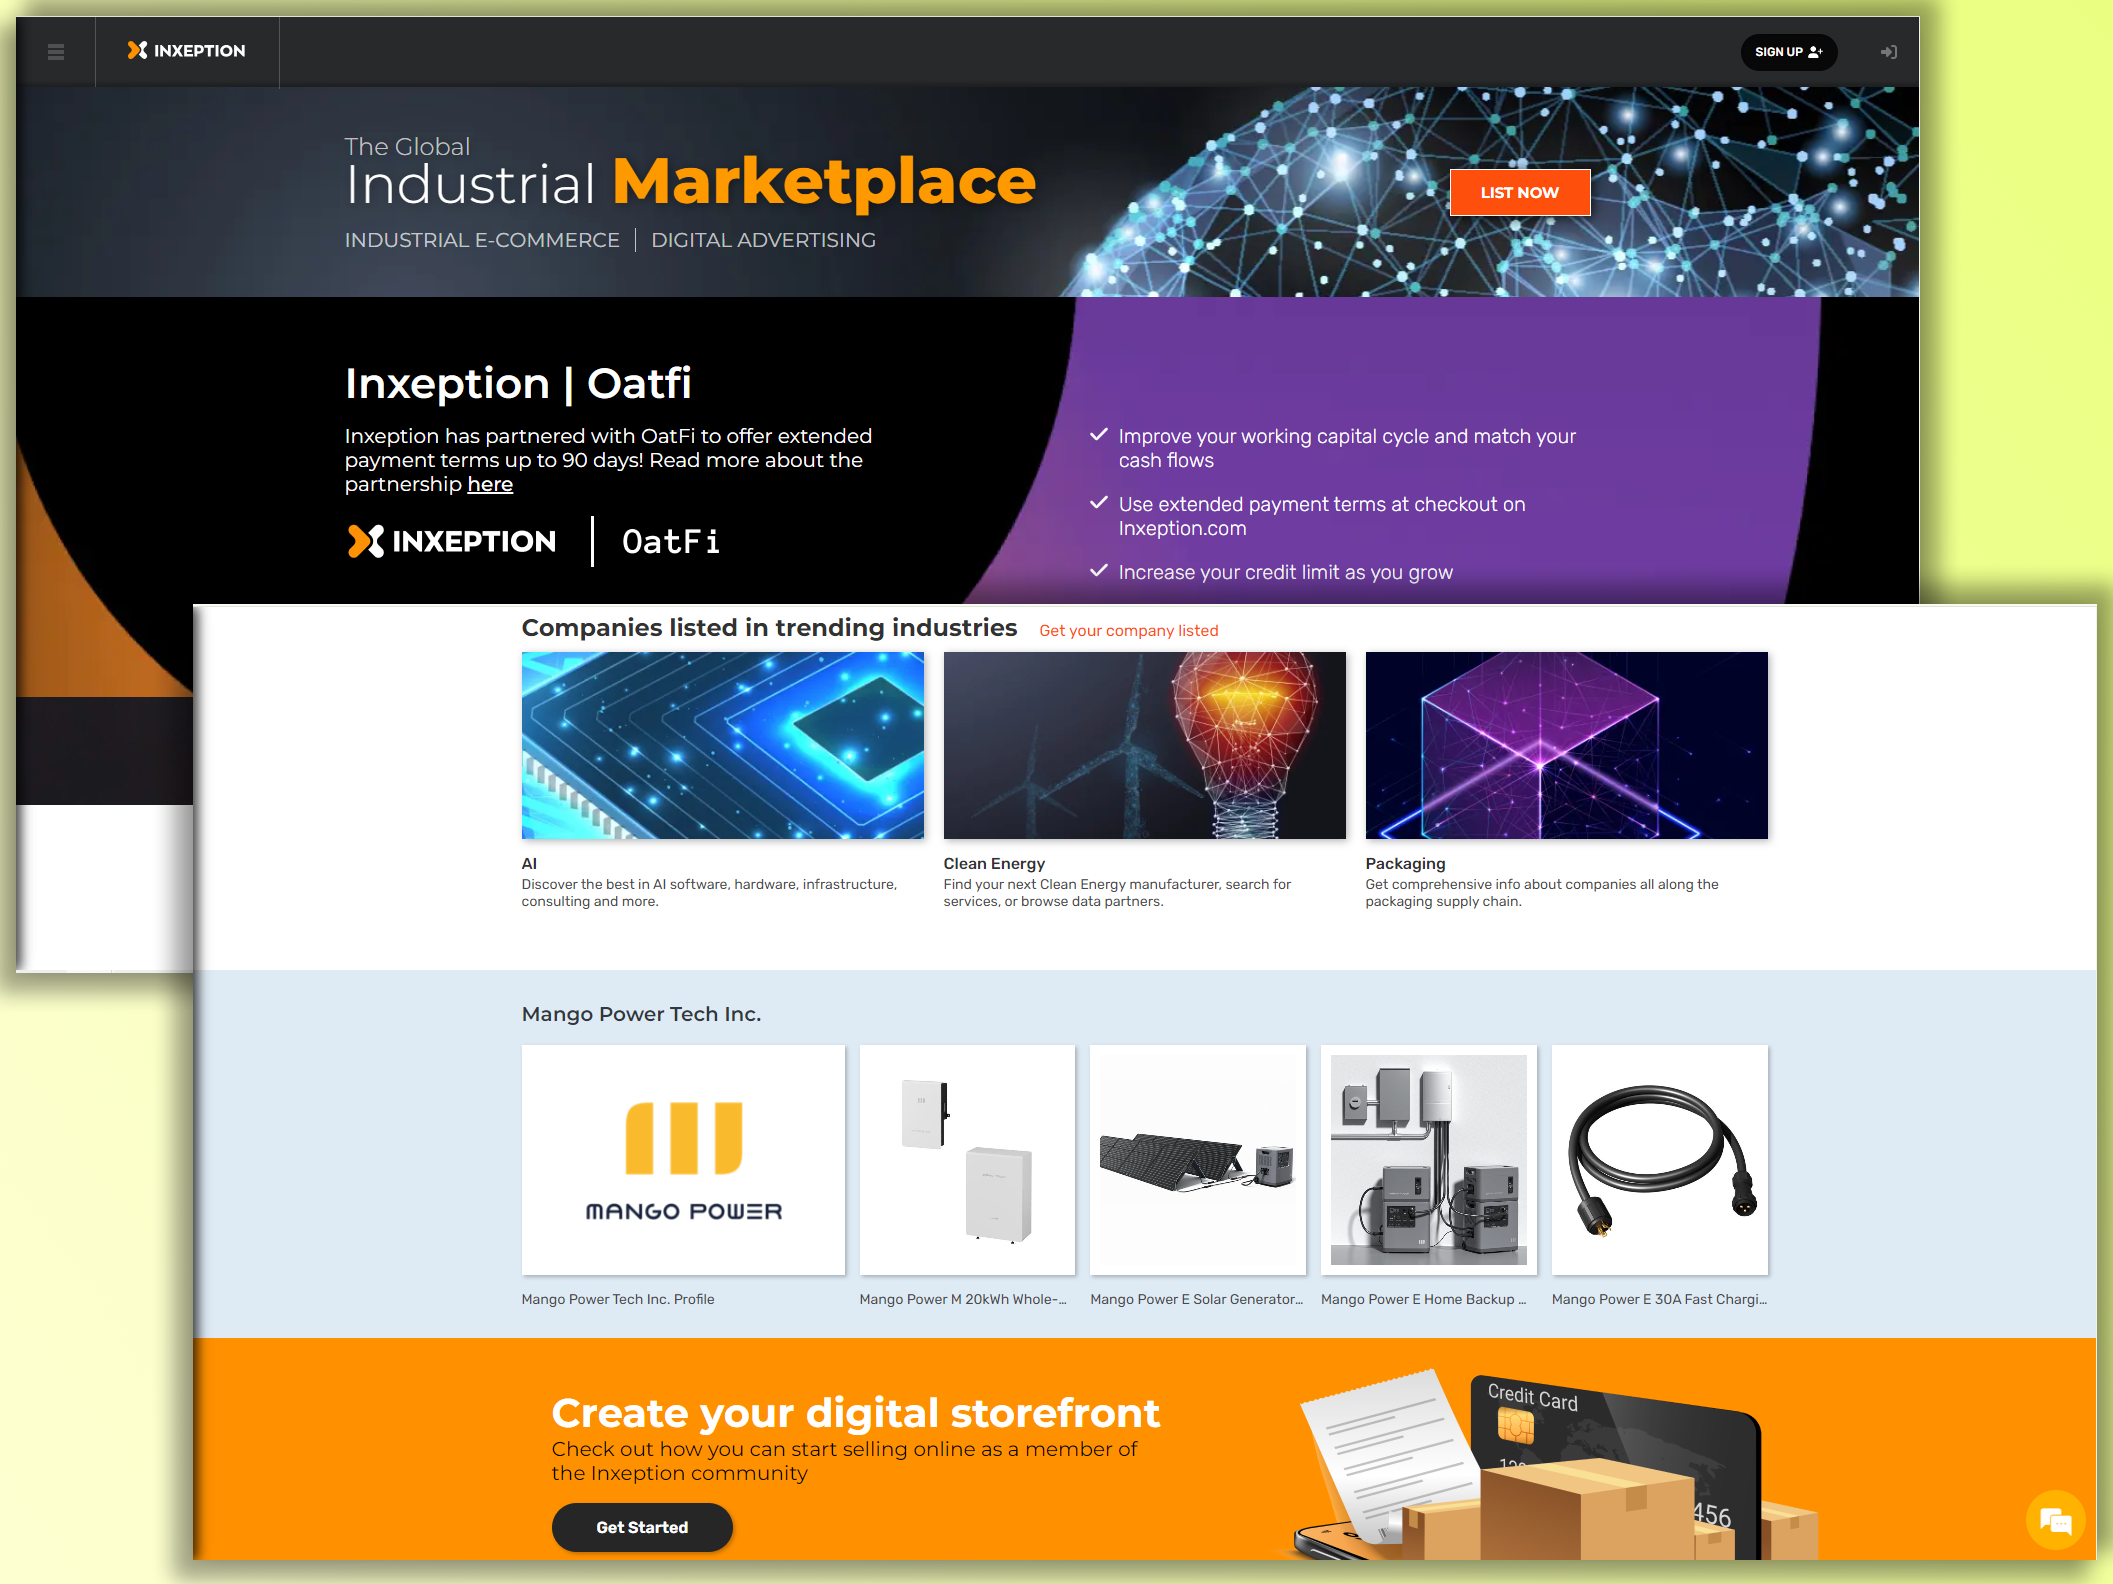 INXEPTION
SIGN UP
The Global
Industrial Marketplace
INDUSTRIAL E-COMMERCE | DIGITAL ADVERTISING
LIST NOW
Inxeption | Oatfi
Inxeption has partnered with OatFi to offer extended
payment terms up to 90 days! Read more about the
partnership here
INXEPTION | OatFi
Improve your working capital cycle and match your
cash flows
Use extended payment terms at checkout on
Inxeption.com
Increase your credit limit as you grow
Companies listed in trending industries
Get your company listed
AI
Discover the best in AI software, hardware, infrastructure,
consulting and more.
Clean Energy
Find your next Clean Energy manufacturer, search for
services, or browse data partners.
Packaging
Get comprehensive info about companies all along the
packaging supply chain.
Mango Power Tech Inc.
MANGO POWER
Mango Power Tech Inc. Profile
Mango Power M 20kWh Whole-...
Mango Power E Solar Generator...
Mango Power E Home Backup ...
Mango Power E 30A Fast Chargi...
Create your digital storefront
Check out how you can start selling online as a member of
the Inxeption community
Get Started
Credit Card
456